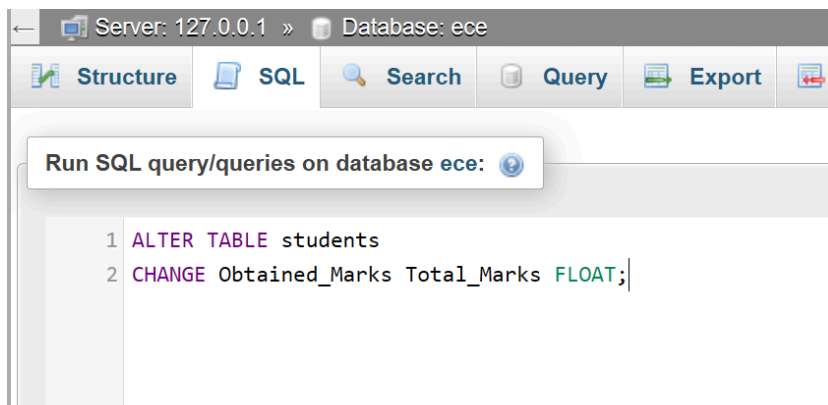 ← Server: 127.0.0.1 » Database: ece
Structure SQL Search Query Export
Run SQL query/queries on database ece:
1 ALTER TABLE students
2 CHANGE Obtained_Marks Total_Marks FLOAT;